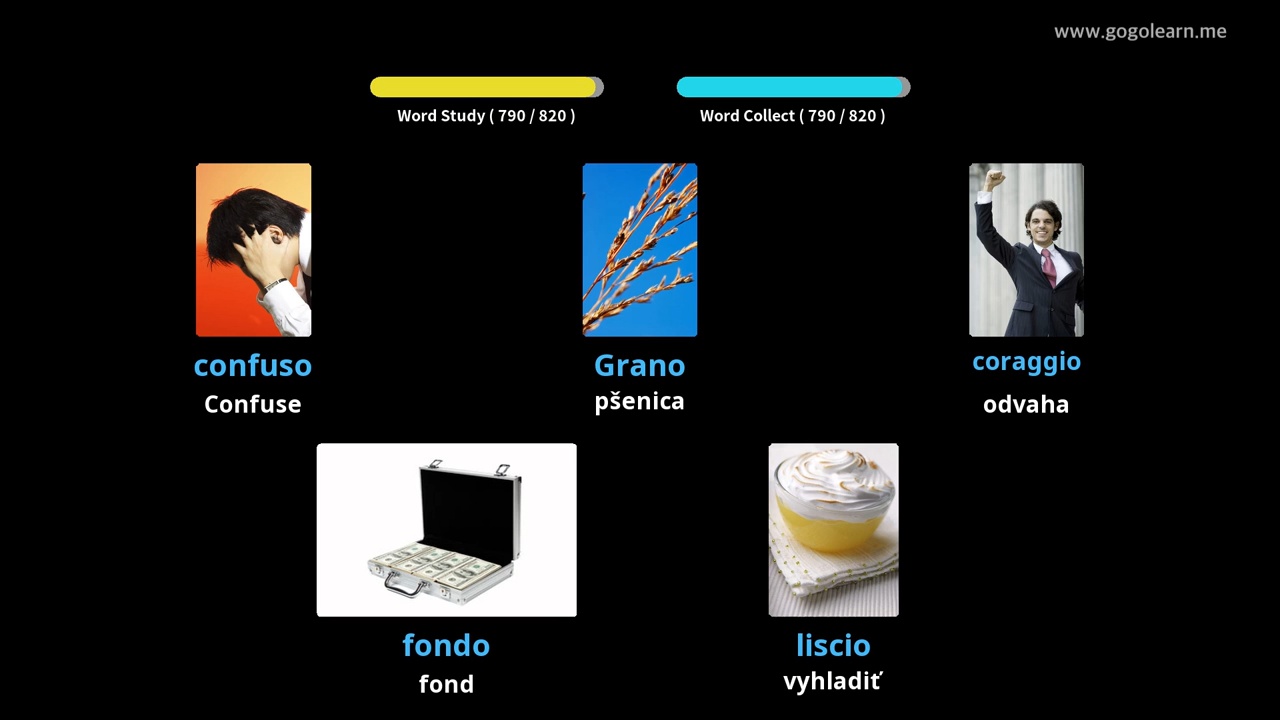 www.gogolearn.me
Word Study ( 790 / 820 )
Word Collect ( 790 / 820 )
confuso
Confuse
Grano
pšenica
coraggio
odvaha
fondo
fond
liscio
vyhladiť